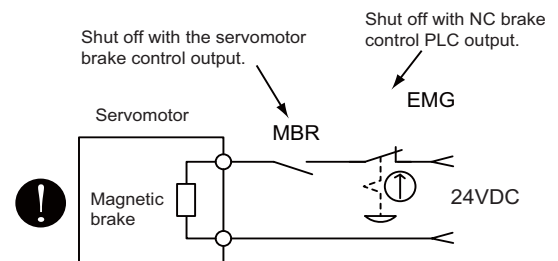 Shut off with the servomotor
brake control output.
Shut off with NC brake
control PLC output.
EMG
Servomotor
MBR
Magnetic
brake
24VDC